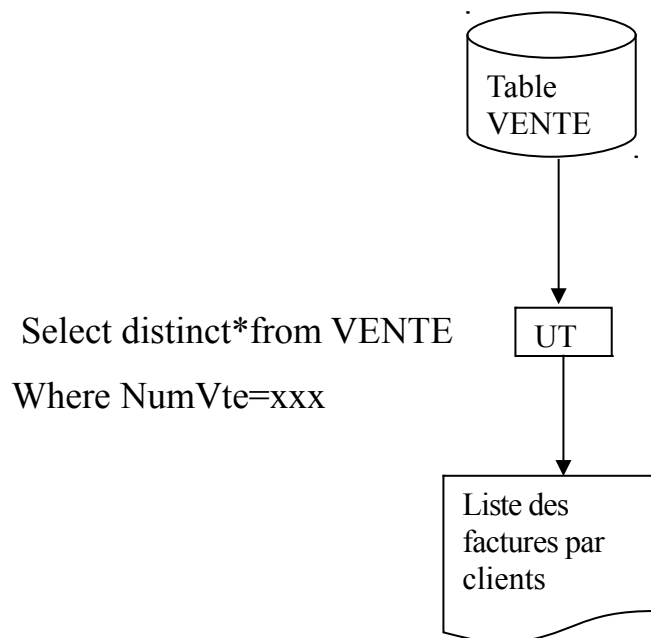 Table
VENTE
Select distinct*from VENTE
UT
Where NumVte=xxx
Liste des
factures par
clients